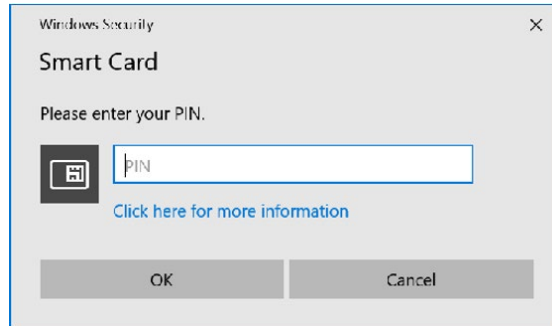 Windows Security
Smart Card
Please enter your PIN.
PIN
Click here for more information
OK
Cancel